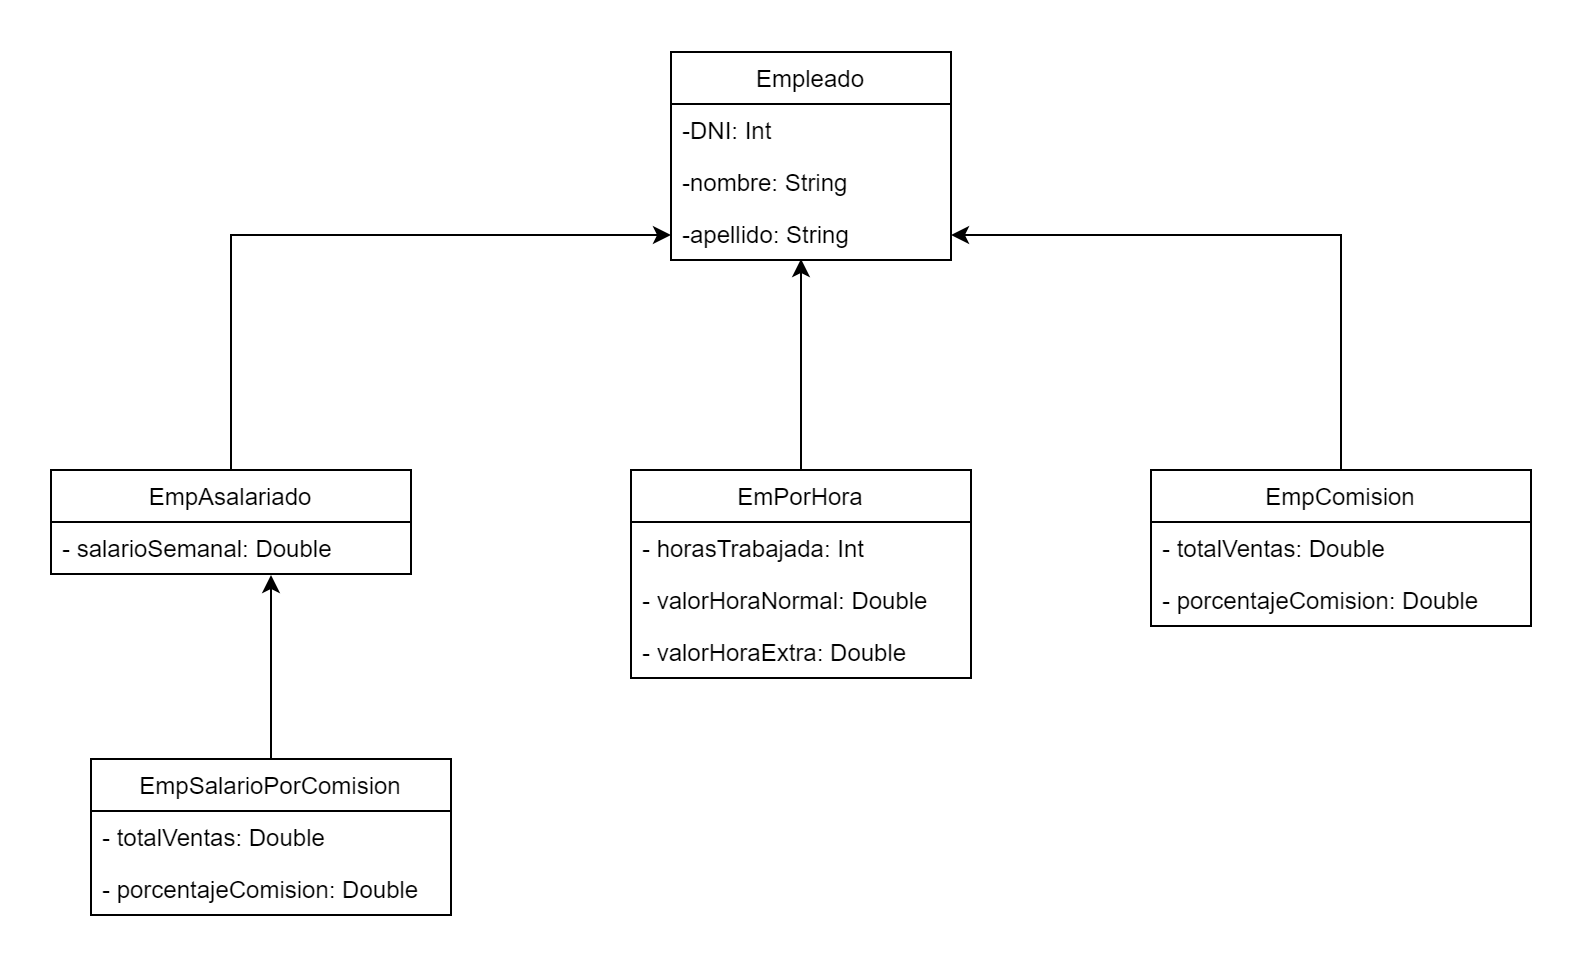 Empleado
-DNI: Int
-nombre: String
-apellido: String
EmpAsalariado
- salarioSemanal: Double
EmPorHora
- horasTrabajada: Int
- valorHoraNormal: Double
- valorHoraExtra: Double
EmpComision
- totalVentas: Double
- porcentajeComision: Double
EmpSalarioPorComision
- totalVentas: Double
- porcentajeComision: Double